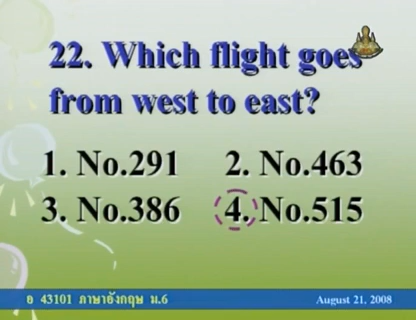 22. Which flight goes
from west to east?
1. No.291 2. No.463
3. No.386 4. No.515
อ 43101 ภาษาอังกฤษ ม.6 August 21, 2008